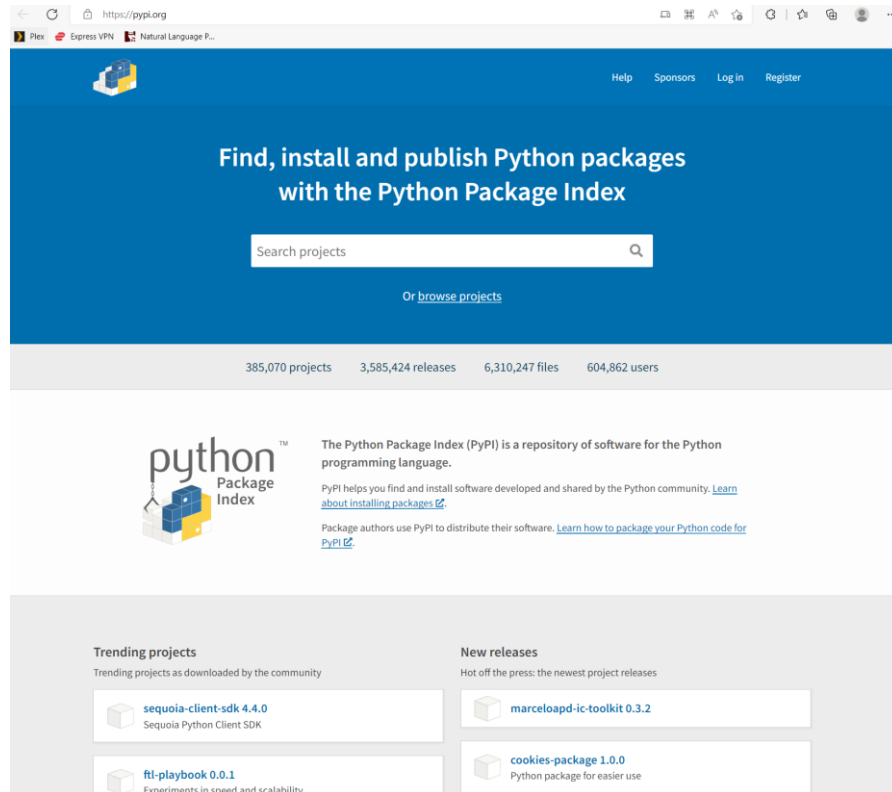 https://pypi.org
Plex Express VPN Natural Language P...
Help Sponsors Log in Register
Find, install and publish Python packages
with the Python Package Index
Search projects
Or browse projects
385,070 projects 3,585,424 releases 6,310,247 files 604,862 users
python™
Package
Index
The Python Package Index (PyPI) is a repository of software for the Python
programming language.
PyPI helps you find and install software developed and shared by the Python community. Learn
about installing packages.
Package authors use PyPI to distribute their software. Learn how to package your Python code for
PyPI.
Trending projects
Trending projects as downloaded by the community
sequoia-client-sdk 4.4.0
Sequoia Python Client SDK
ftl-playbook 0.0.1
Experiments in speed and scalability
New releases
Hot off the press: the newest project releases
marceloapd-ic-toolkit 0.3.2
cookies-package 1.0.0
Python package for easier use